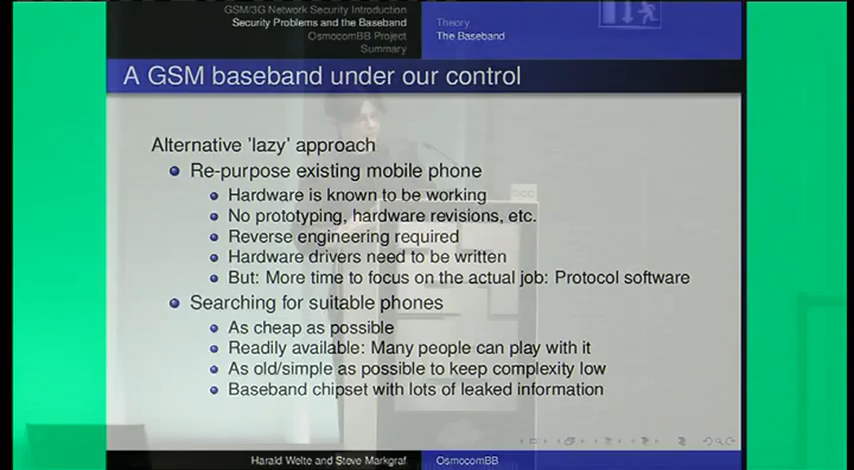 GSM/3G Network Security Introduction
Security Problems and the Baseband
OsmocomBB Project
Summary
Theory
The Baseband
A GSM baseband under our control
Alternative 'lazy' approach
Re-purpose existing mobile phone
Hardware is known to be working
No prototyping, hardware revisions, etc.
Reverse engineering required
Hardware drivers need to be written
But: More time to focus on the actual job: Protocol software
Searching for suitable phones
As cheap as possible
Readily available: Many people can play with it
As old/simple as possible to keep complexity low
Baseband chipset with lots of leaked information
Harald Welte and Steve Markgraf
OsmocomBB